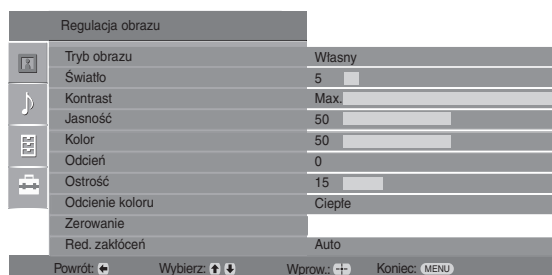 Regulacja obrazu
Tryb obrazu Własny
Światło 5
Kontrast Max.
Jasność 50
Kolor 50
Odcień 0
Ostrość 15
Odcienie koloru Ciepłe
Zerowanie
Red. zakłóceń Auto
Powrót: Wybierz: Wprow.: Koniec: MENU